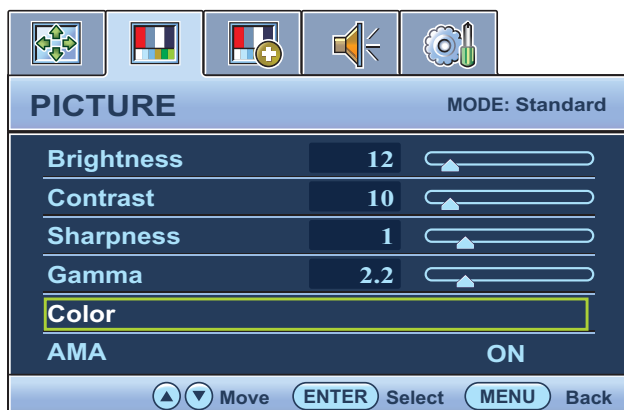 PICTURE MODE: Standard
Brightness 12
Contrast 10
Sharpness 1
Gamma 2.2
Color
AMA ON
Move ENTER Select MENU Back